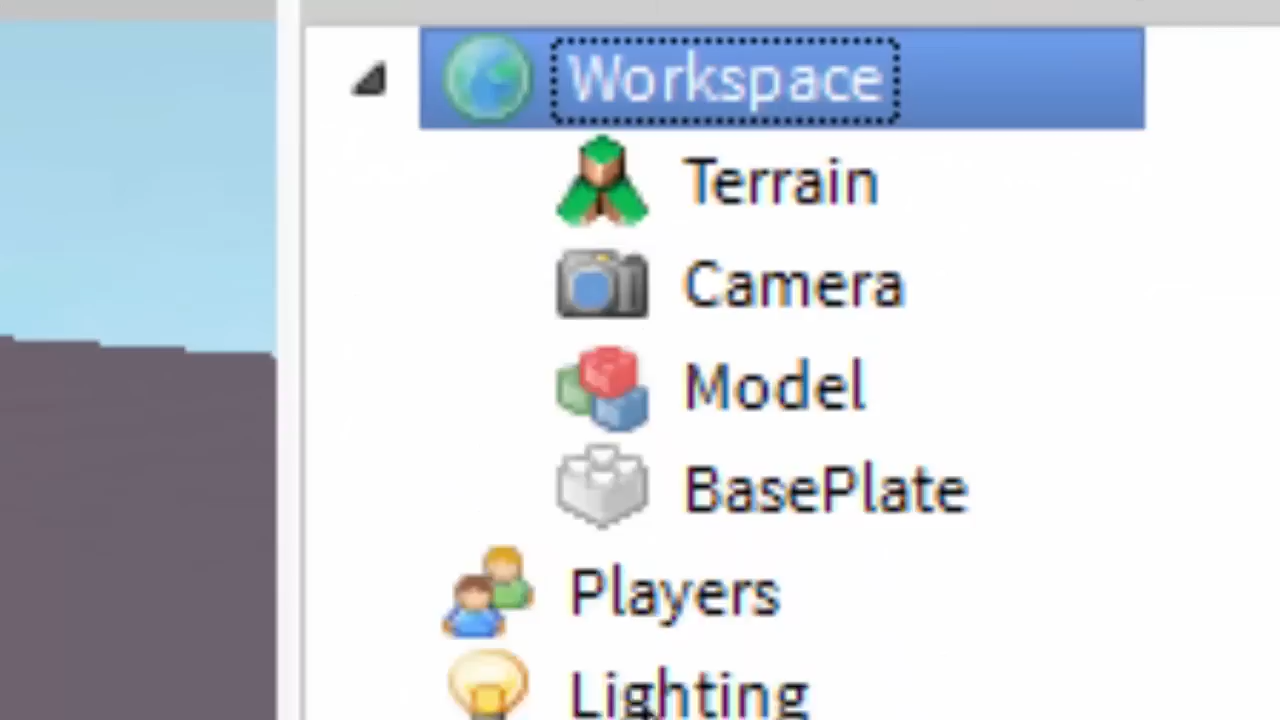 Workspace
Terrain
Camera
Model
BasePlate
Players
Lighting